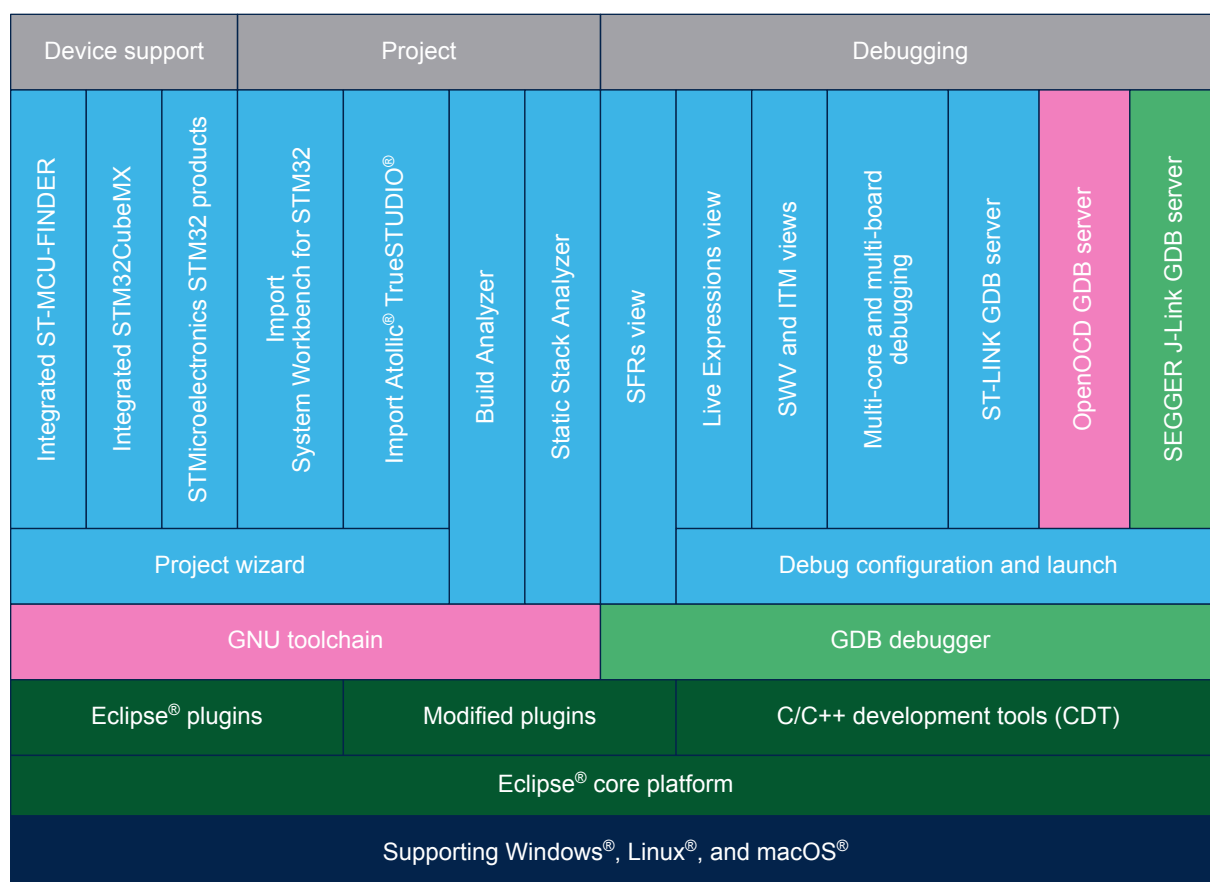 Device support
Project
Debugging
Integrated ST-MCU-FINDER
Integrated STM32CubeMX
STMicroelectronics STM32 products
Import
System Workbench for STM32
Import Atollic® TrueSTUDIO®
Build Analyzer
Static Stack Analyzer
SFRs view
Live Expressions view
SWV and ITM views
Multi-core and multi-board
debugging
ST-LINK GDB server
OpenOCD GDB server
SEGGER J-Link GDB server
Project wizard
Debug configuration and launch
GNU toolchain
GDB debugger
Eclipse® plugins
Modified plugins
C/C++ development tools (CDT)
Eclipse® core platform
Supporting Windows®, Linux®, and macOS®